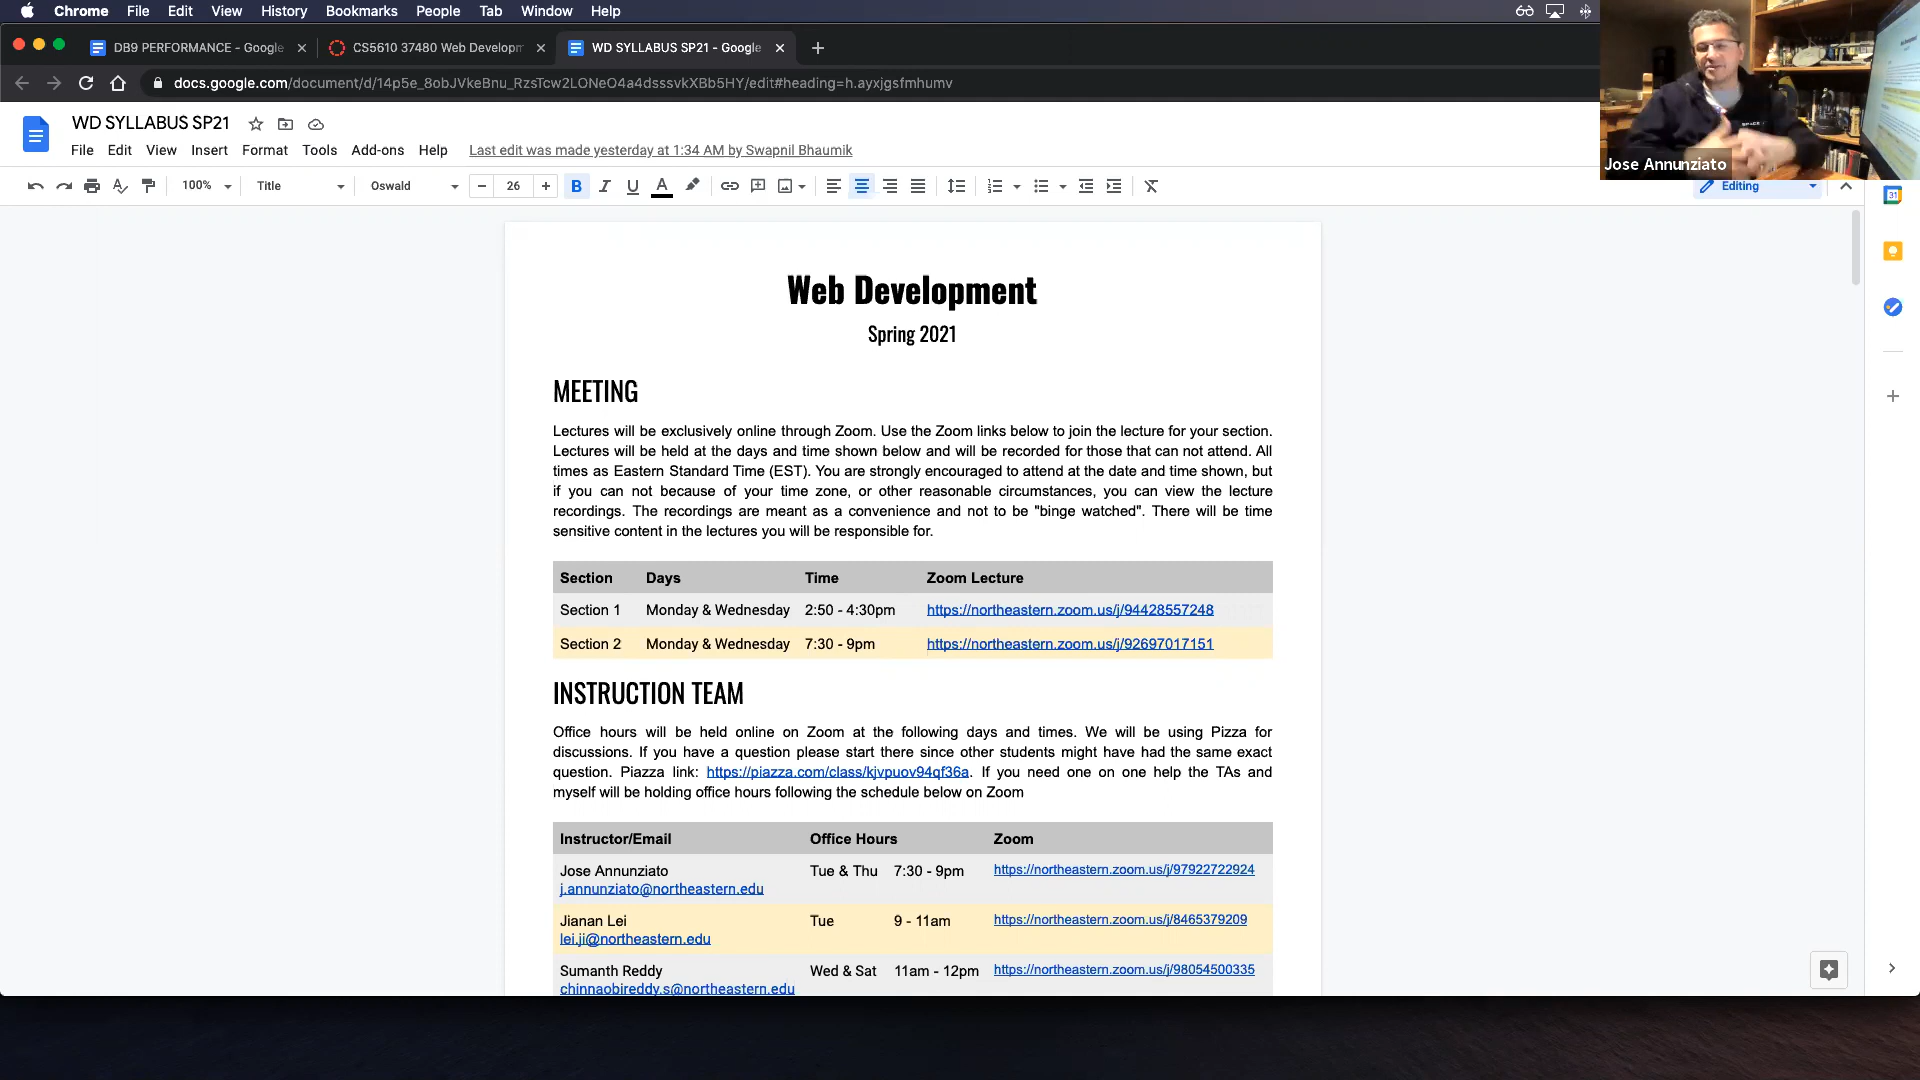 Chrome File Edit View History Bookmarks People Tab Window Help
DB9 PERFORMANCE - Google
CS5610 37480 Web Developm
WD SYLLABUS SP21 - Google
docs.google.com/document/d/14p5e_8objVkeBnu_RzsTcw2LONeO4a4dsssvkXBb5HY/edit#heading=h.ayxjgsfmhumv
WD SYLLABUS SP21
File Edit View Insert Format Tools Add-ons Help Last edit was made yesterday at 1:34 AM by Swapnil Bhaumik
Jose Annunziato
100% Title Oswald 26 B I U A Editing
31
Web Development
Spring 2021
MEETING
Lectures will be exclusively online through Zoom. Use the Zoom links below to join the lecture for your section.
Lectures will be held at the days and time shown below and will be recorded for those that can not attend. All
times as Eastern Standard Time (EST). You are strongly encouraged to attend at the date and time shown, but
if you can not because of your time zone, or other reasonable circumstances, you can view the lecture
recordings. The recordings are meant as a convenience and not to be "binge watched". There will be time
sensitive content in the lectures you will be responsible for.
Section Days Time Zoom Lecture
Section 1 Monday & Wednesday 2:50 - 4:30pm https://northeastern.zoom.us/j/94428557248
Section 2 Monday & Wednesday 7:30 - 9pm https://northeastern.zoom.us/j/92697017151
INSTRUCTION TEAM
Office hours will be held online on Zoom at the following days and times. We will be using Pizza for
discussions. If you have a question please start there since other students might have had the same exact
question. Piazza link: https://piazza.com/class/kjvpuov94qf36a. If you need one on one help the TAs and
myself will be holding office hours following the schedule below on Zoom
Instructor/Email Office Hours Zoom
Jose Annunziato Tue & Thu 7:30 - 9pm https://northeastern.zoom.us/j/97922722924
j.annunziato@northeastern.edu
Jianan Lei Tue 9 - 11am https://northeastern.zoom.us/j/8465379209
lei.ji@northeastern.edu
Sumanth Reddy Wed & Sat 11am - 12pm https://northeastern.zoom.us/j/98054500335
chinnaobireddy.s@northeastern.edu